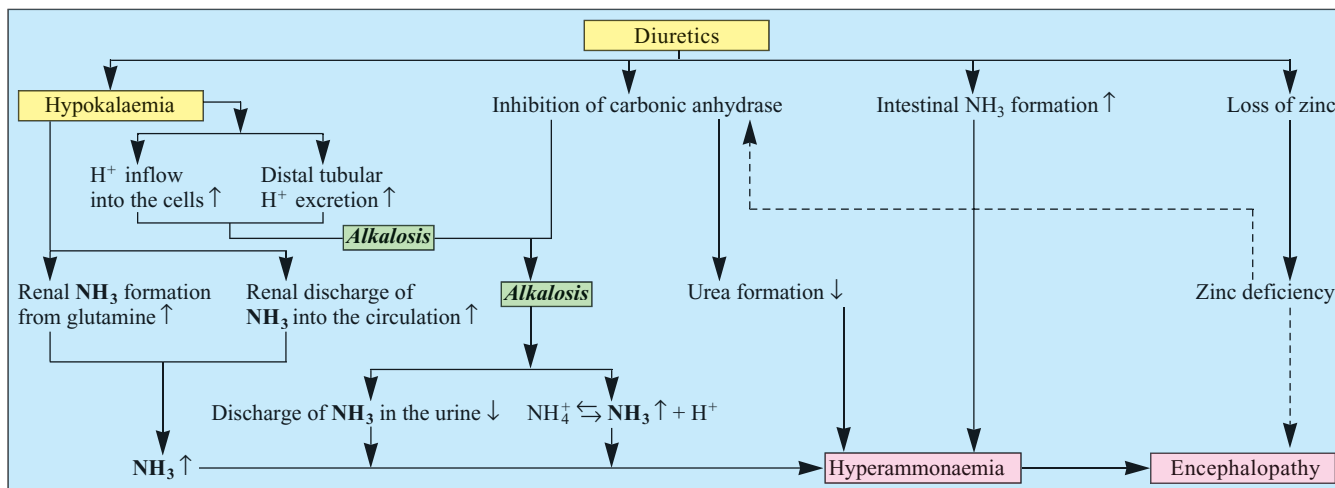 Diuretics
Hypokalaemia
Inhibition of carbonic anhydrase
Intestinal NH₃ formation ↑
Loss of zinc
H⁺ inflow
into the cells ↑
Distal tubular
H⁺ excretion ↑
Alkalosis
Renal NH₃ formation
from glutamine ↑
Renal discharge of
NH₃ into the circulation ↑
Alkalosis
Urea formation ↓
Zinc deficiency
Discharge of NH₃ in the urine ↓
NH₄⁺ ⇆ NH₃ ↑ + H⁺
NH₃ ↑
Hyperammonaemia
Encephalopathy